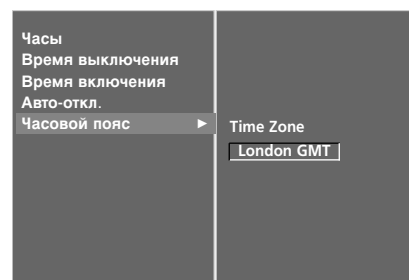 Часы
Время выключения
Время включения
Авто-откл.
Часовой пояс ►
Time Zone
London GMT